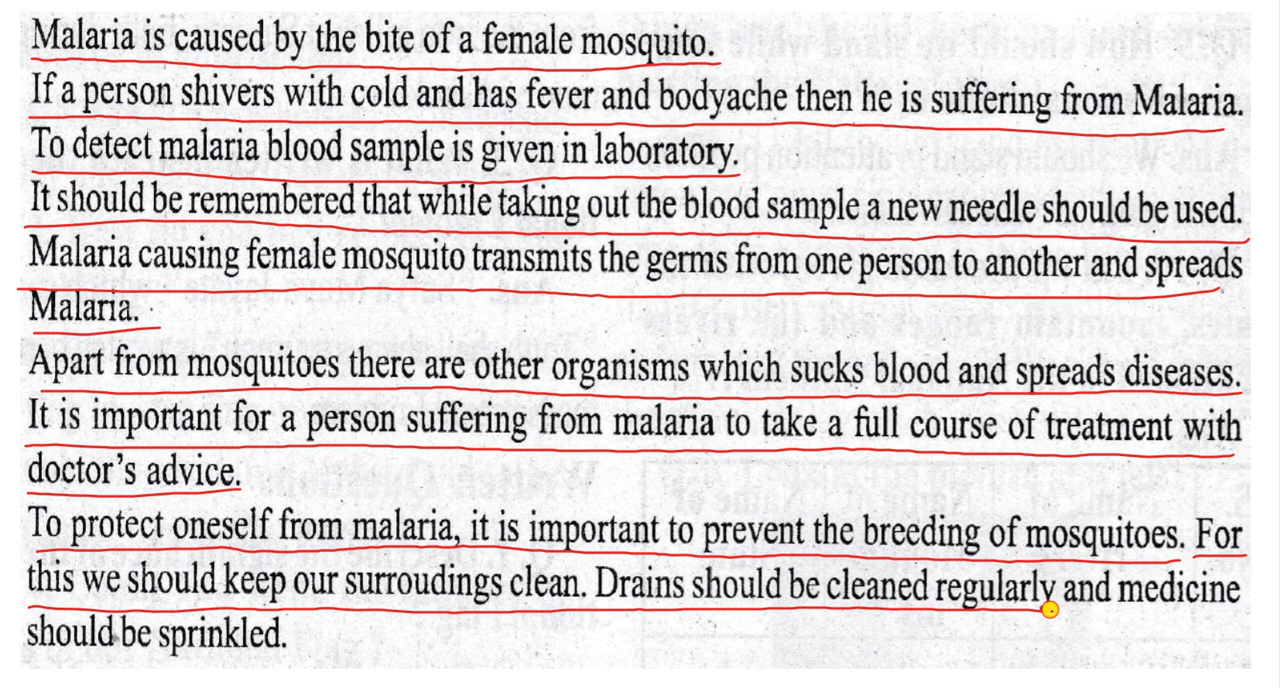 Malaria is caused by the bite of a female mosquito.
If a person shivers with cold and has fever and bodyache then he is suffering from Malaria.
To detect malaria blood sample is given in laboratory.
It should be remembered that while taking out the blood sample a new needle should be used.
Malaria causing female mosquito transmits the germs from one person to another and spreads
Malaria.
Apart from mosquitoes there are other organisms which sucks blood and spreads diseases.
It is important for a person suffering from malaria to take a full course of treatment with
doctor's advice.
To protect oneself from malaria, it is important to prevent the breeding of mosquitoes. For
this we should keep our surroudings clean. Drains should be cleaned regularly and medicine
should be sprinkled.